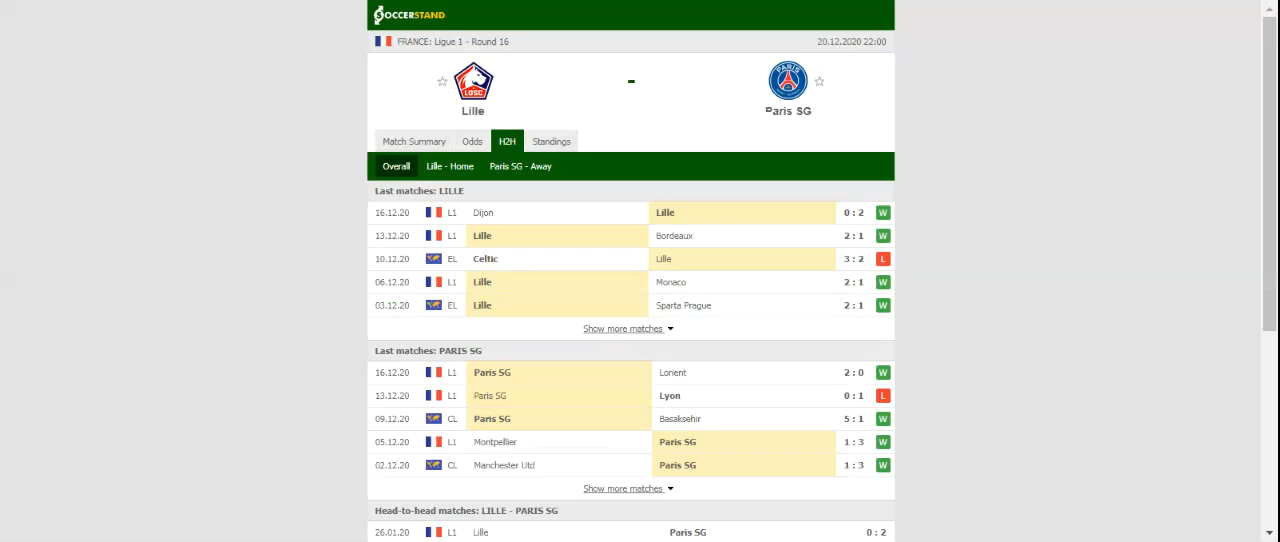 SOCCERSTAND
FRANCE: Ligue 1 - Round 16 20.12.2020 22:00
LOSC - PARIS
Lille Paris SG
Match Summary Odds H2H Standings
Overall Lille - Home Paris SG - Away
Last matches: LILLE
16.12.20 L1 Dijon Lille 0 : 2 W
13.12.20 L1 Lille Bordeaux 2 : 1 W
10.12.20 EL Celtic Lille 3 : 2 L
06.12.20 L1 Lille Monaco 2 : 1 W
03.12.20 EL Lille Sparta Prague 2 : 1 W
Show more matches
Last matches: PARIS SG
16.12.20 L1 Paris SG Lorient 2 : 0 W
13.12.20 L1 Paris SG Lyon 0 : 1 L
09.12.20 CL Paris SG Basaksehir 5 : 1 W
05.12.20 L1 Montpellier Paris SG 1 : 3 W
02.12.20 CL Manchester Utd Paris SG 1 : 3 W
Show more matches
Head-to-head matches: LILLE - PARIS SG
26.01.20 L1 Lille Paris SG 0 : 2